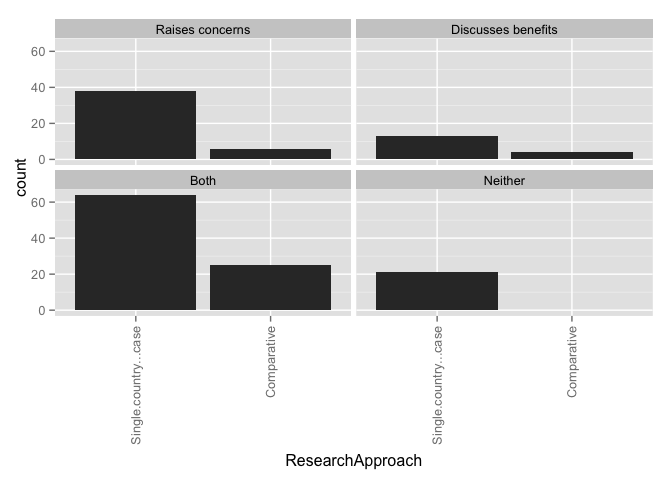 Raises concerns
Discusses benefits
60
40
20
0
Both
Neither
60
40
20
0
count
Single.country...case
Comparative
Single.country...case
Comparative
ResearchApproach